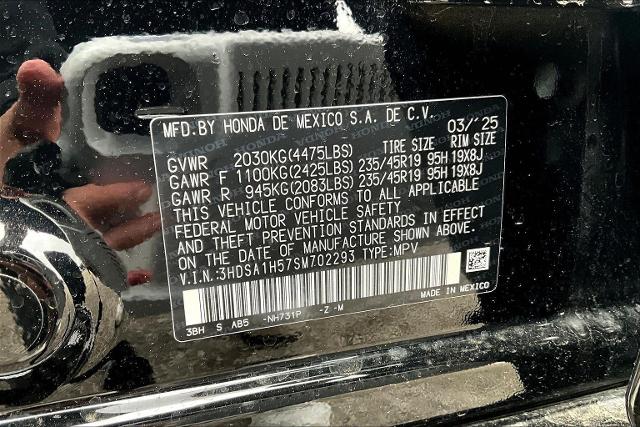 MFD. BY HONDA DE MEXICO S.A. DE C.V. 03/'25
TIRE SIZE RIM SIZE
GVWR 2030KG(4475LBS)
GAWR F 1100KG(2425LBS) 235/45R19 95H 19X8J
GAWR R 945KG(2083LBS) 235/45R19 95H 19X8J
THIS VEHICLE CONFORMS TO ALL APPLICABLE
FEDERAL MOTOR VEHICLE SAFETY
AND THEFT PREVENTION STANDARDS IN EFFECT
ON THE DATE OF MANUFACTURE SHOWN ABOVE.
V.I.N.:3HDSA1H57SM702293 TYPE:MPV
3BH S AB5 -NH731P -Z -M MADE IN MEXICO